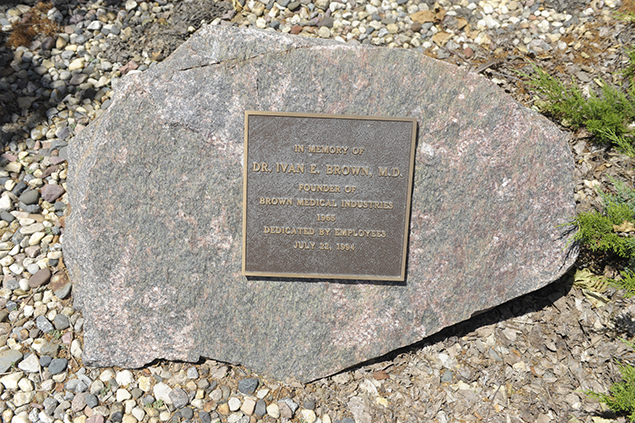 IN MEMORY OF
DR. IVAN E. BROWN, M.D.
FOUNDER OF
BROWN MEDICAL INDUSTRIES
1965
DEDICATED BY EMPLOYEES
JULY 22, 1994